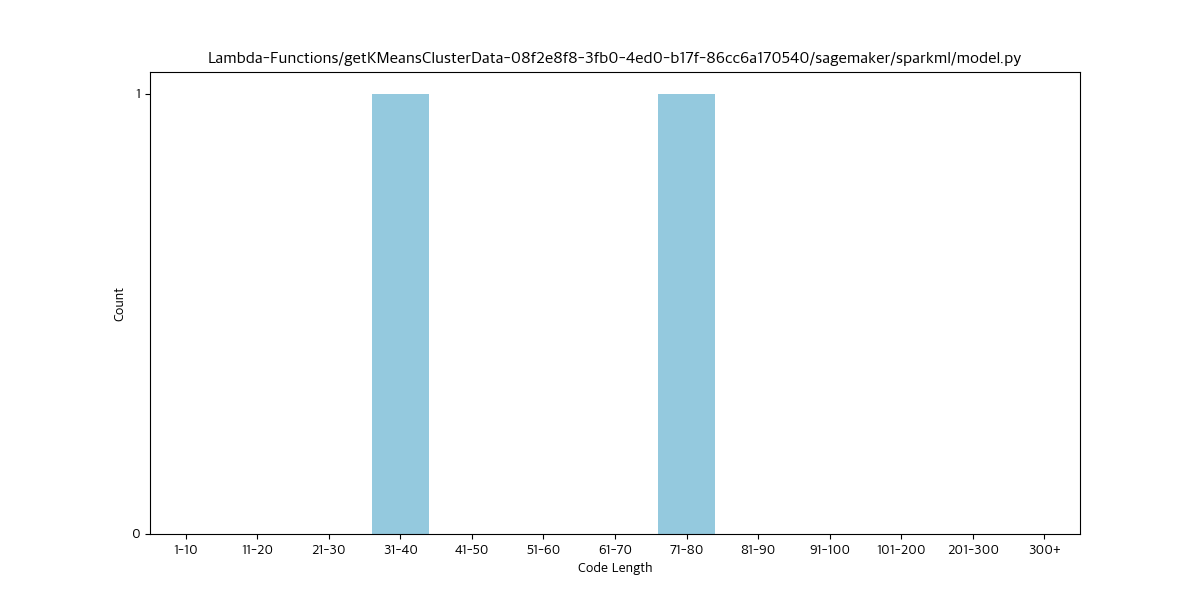 Lambda-Functions/getKMeansClusterData-08f2e8f8-3fb0-4ed0-b17f-86cc6a170540/sagemaker/sparkml/model.py
1
Count
0
1-10 11-20 21-30 31-40 41-50 51-60 61-70 71-80 81-90 91-100 101-200 201-300 300+
Code Length